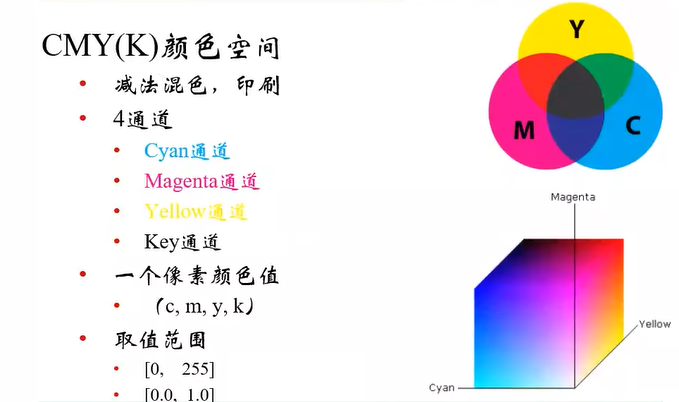 CMY(K)颜色空间
减法混色，印刷
4通道
Cyan通道
Magenta通道
Yellow通道
Key通道
一个像素颜色值
（c, m, y, k）
取值范围
[0, 255]
[0.0, 1.0]
Y
M
C
Magenta
Yellow
Cyan